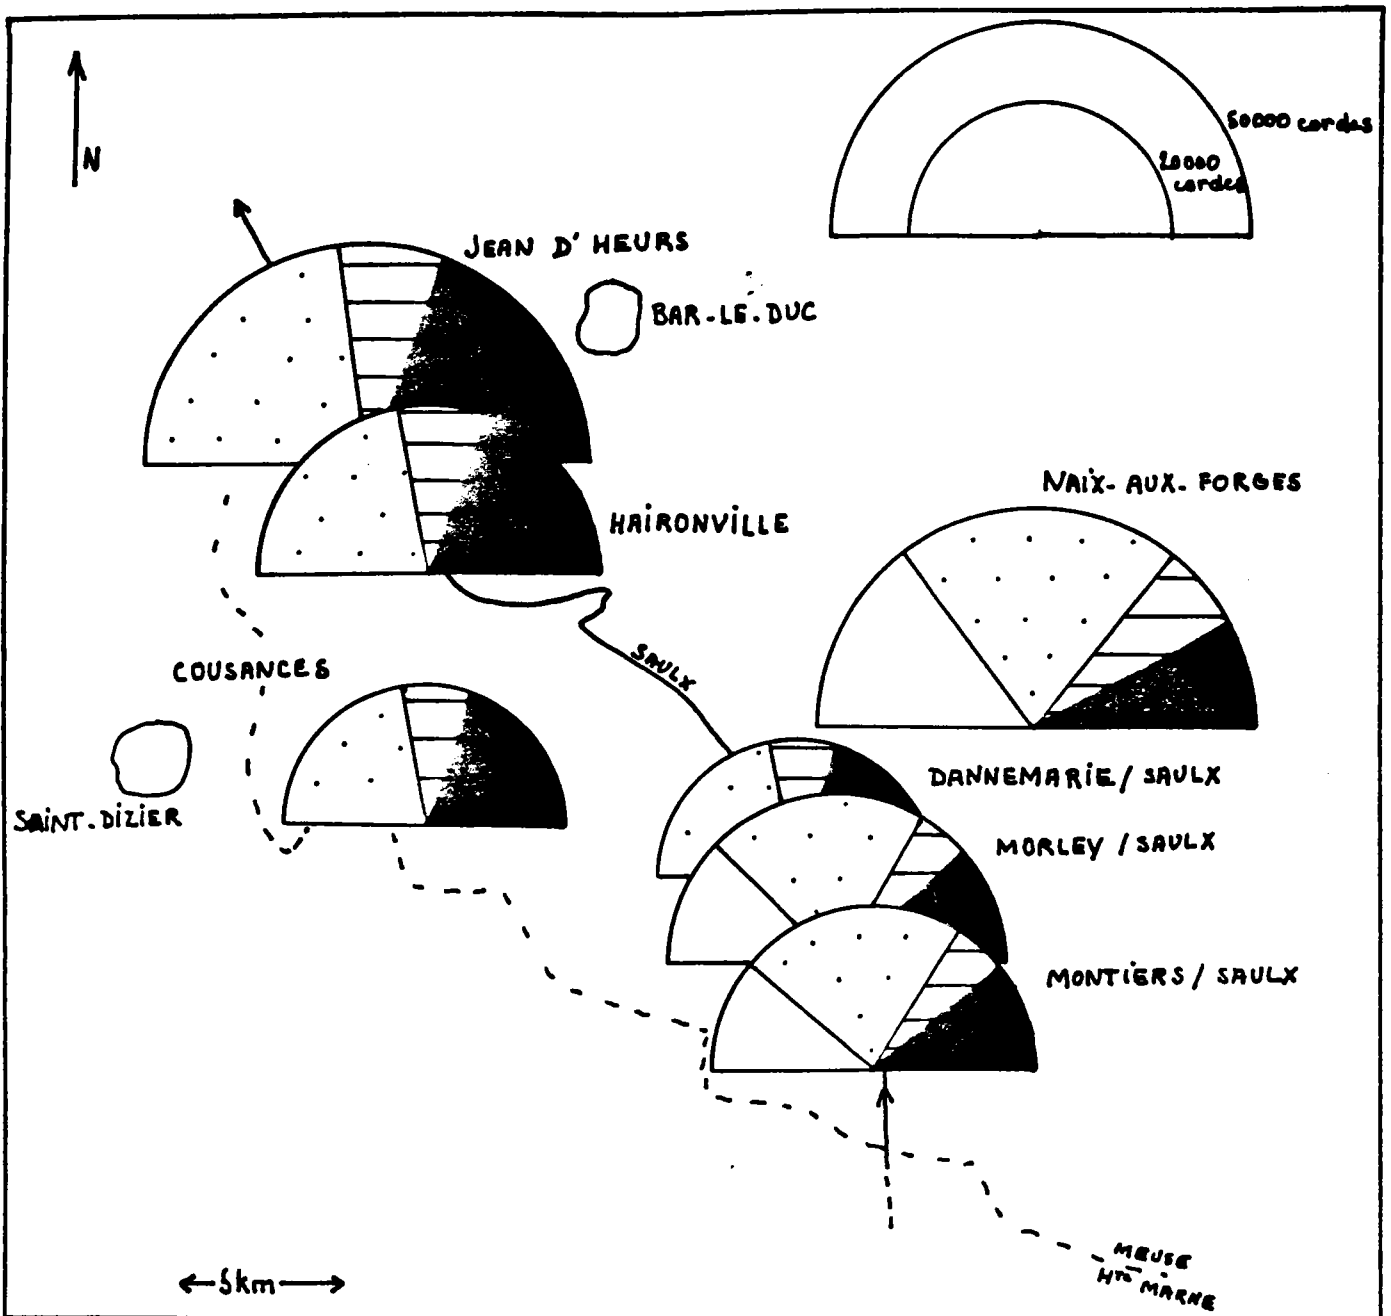 50000 cordes
20000
cordes
N
JEAN D'HEURS
BAR-LE-DUC
NAIX-AUX-FORGES
HAIRONVILLE
SAULX
COUSANCES
SAINT-DIZIER
DANNEMARIE / SAULX
MORLEY / SAULX
MONTIERS / SAULX
MEUSE
Hte MARNE
5km